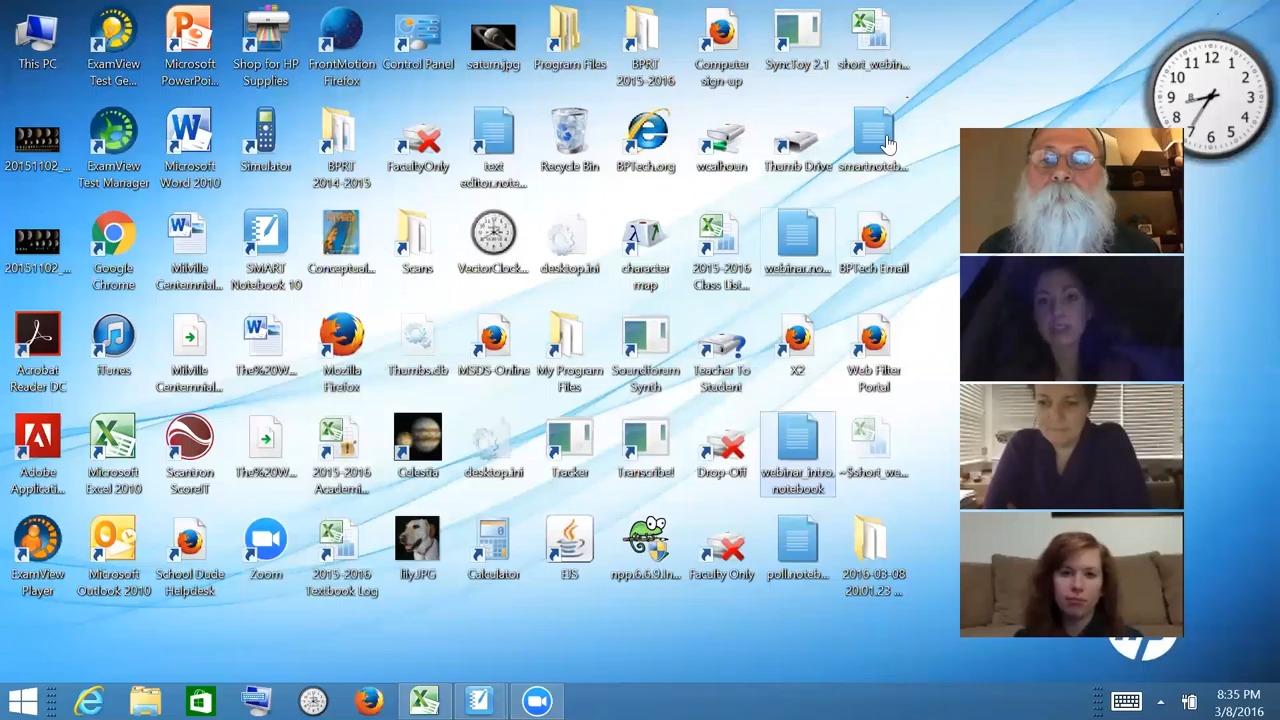 This PC
ExamView
Test Ge...
Microsoft
PowerPoi...
Shop for HP
Supplies
FrontMotion
Firefox
Control Panel
saturn.jpg
Program Files
BPRT
2015-2016
Computer
sign-up
SyncToy 2.1
short_webin...
20151102_...
ExamView
Test Manager
Microsoft
Word 2010
Simulator
BPRT
2014-2015
FacultyOnly
text
editor.note...
Recycle Bin
BPTech.org
wcalhoun
Thumb Drive
smartnoteb...
20151102_...
Google
Chrome
Millville
Centennial...
SMART
Notebook 10
Conceptual...
Scans
VectorClock...
desktop.ini
character
map
2015-2016
Class List...
webinar.no...
BPTech Email
Acrobat
Reader DC
iTunes
Millville
Centennial...
The%20W...
Mozilla
Firefox
Thumbs.db
MSDS-Online
My Program
Files
Soundforum
Synth
Teacher To
Student
X2
Web Filter
Portal
Adobe
Applicati...
Microsoft
Excel 2010
Scantron
ScoreIT
The%20W...
2015-2016
Academi...
Celestia
desktop.ini
Tracker
Transcribe!
Drop-Off
webinar_intro.
notebook
~$short_we...
ExamView
Player
Microsoft
Outlook 2010
School Dude
Helpdesk
Zoom
2015-2016
Textbook Log
lily.JPG
Calculator
EJS
npp.6.6.9.In...
Faculty Only
poll.noteb...
2016-03-08
20.01.23 ...
12
1
2
3
4
5
6
7
8
9
10
11
8
hp
8:35 PM
3/8/2016